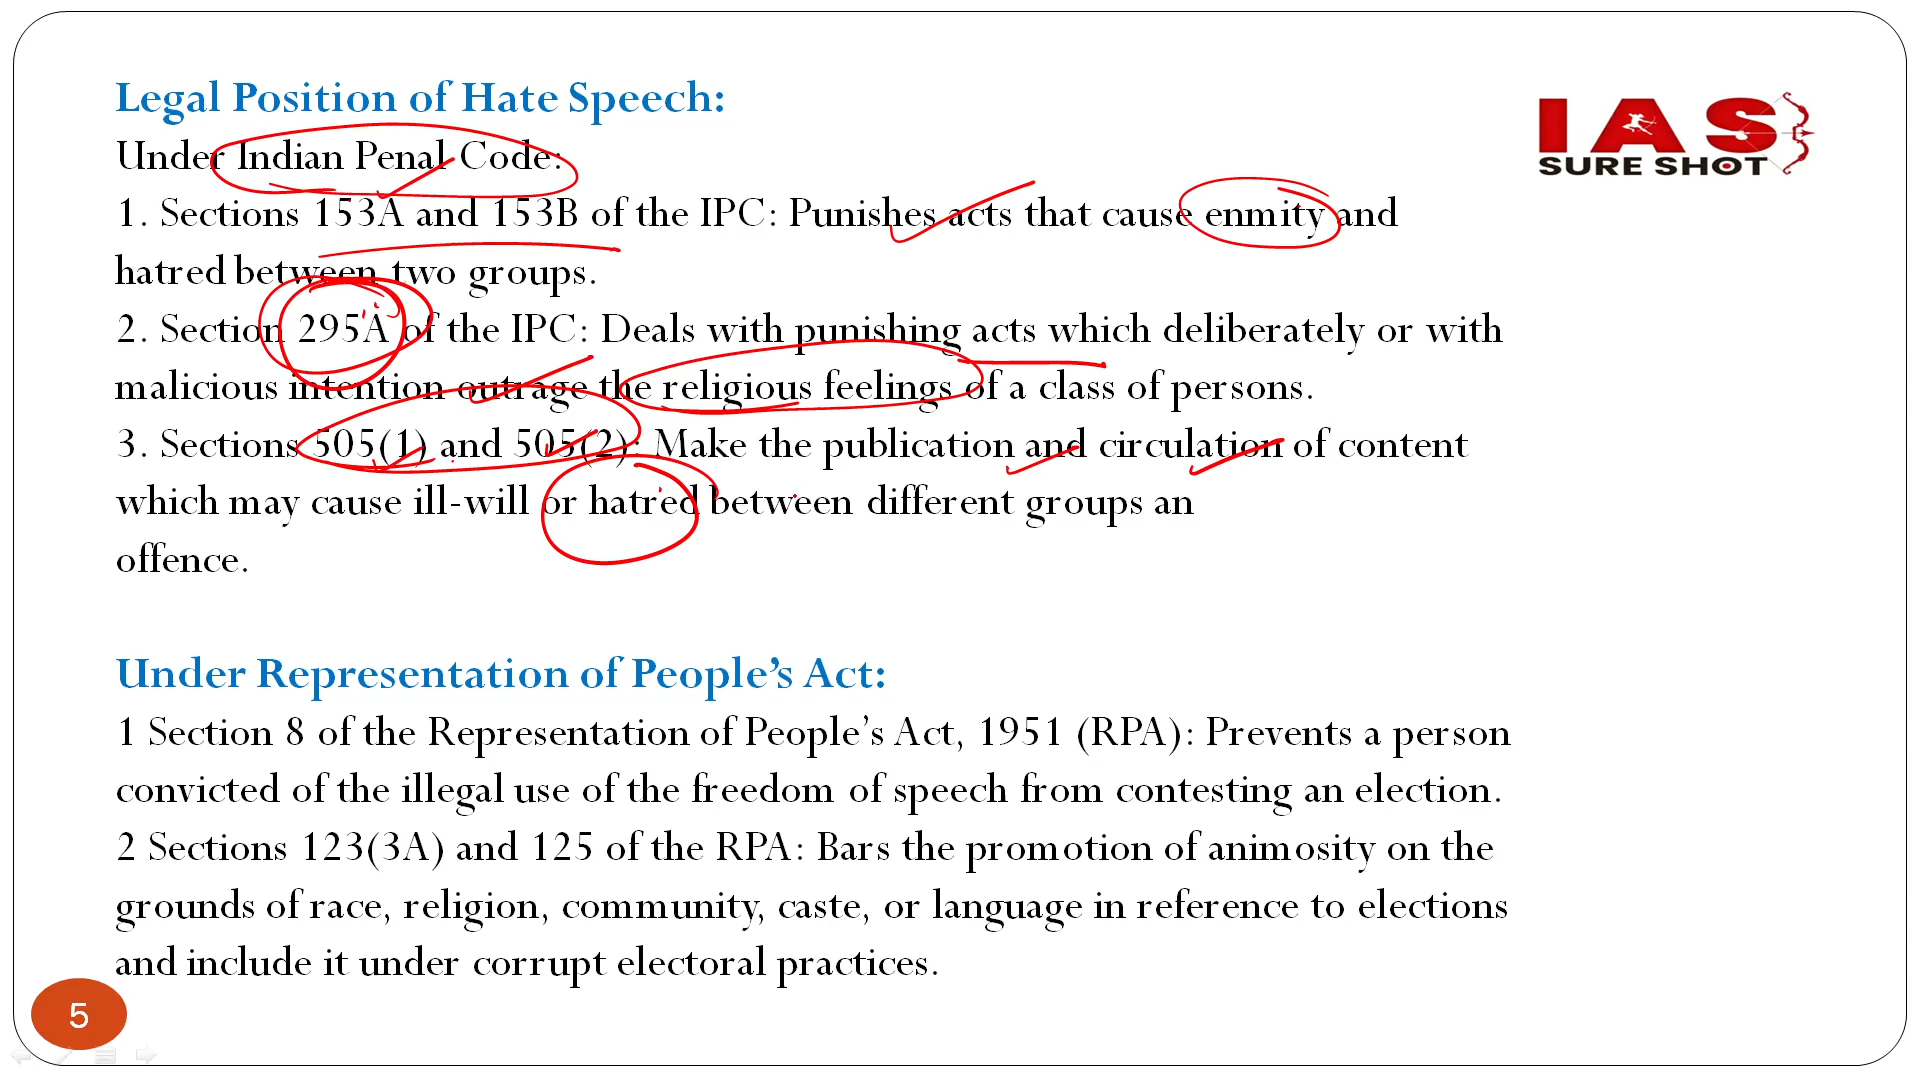 Legal Position of Hate Speech:
IAS
SURE SHOT
Under Indian Penal Code:
1. Sections 153A and 153B of the IPC: Punishes acts that cause enmity and
hatred between two groups.
2. Section 295A of the IPC: Deals with punishing acts which deliberately or with
malicious intention outrage the religious feelings of a class of persons.
3. Sections 505(1) and 505(2): Make the publication and circulation of content
which may cause ill-will or hatred between different groups an
offence.
Under Representation of People’s Act:
1 Section 8 of the Representation of People’s Act, 1951 (RPA): Prevents a person
convicted of the illegal use of the freedom of speech from contesting an election.
2 Sections 123(3A) and 125 of the RPA: Bars the promotion of animosity on the
grounds of race, religion, community, caste, or language in reference to elections
and include it under corrupt electoral practices.
5